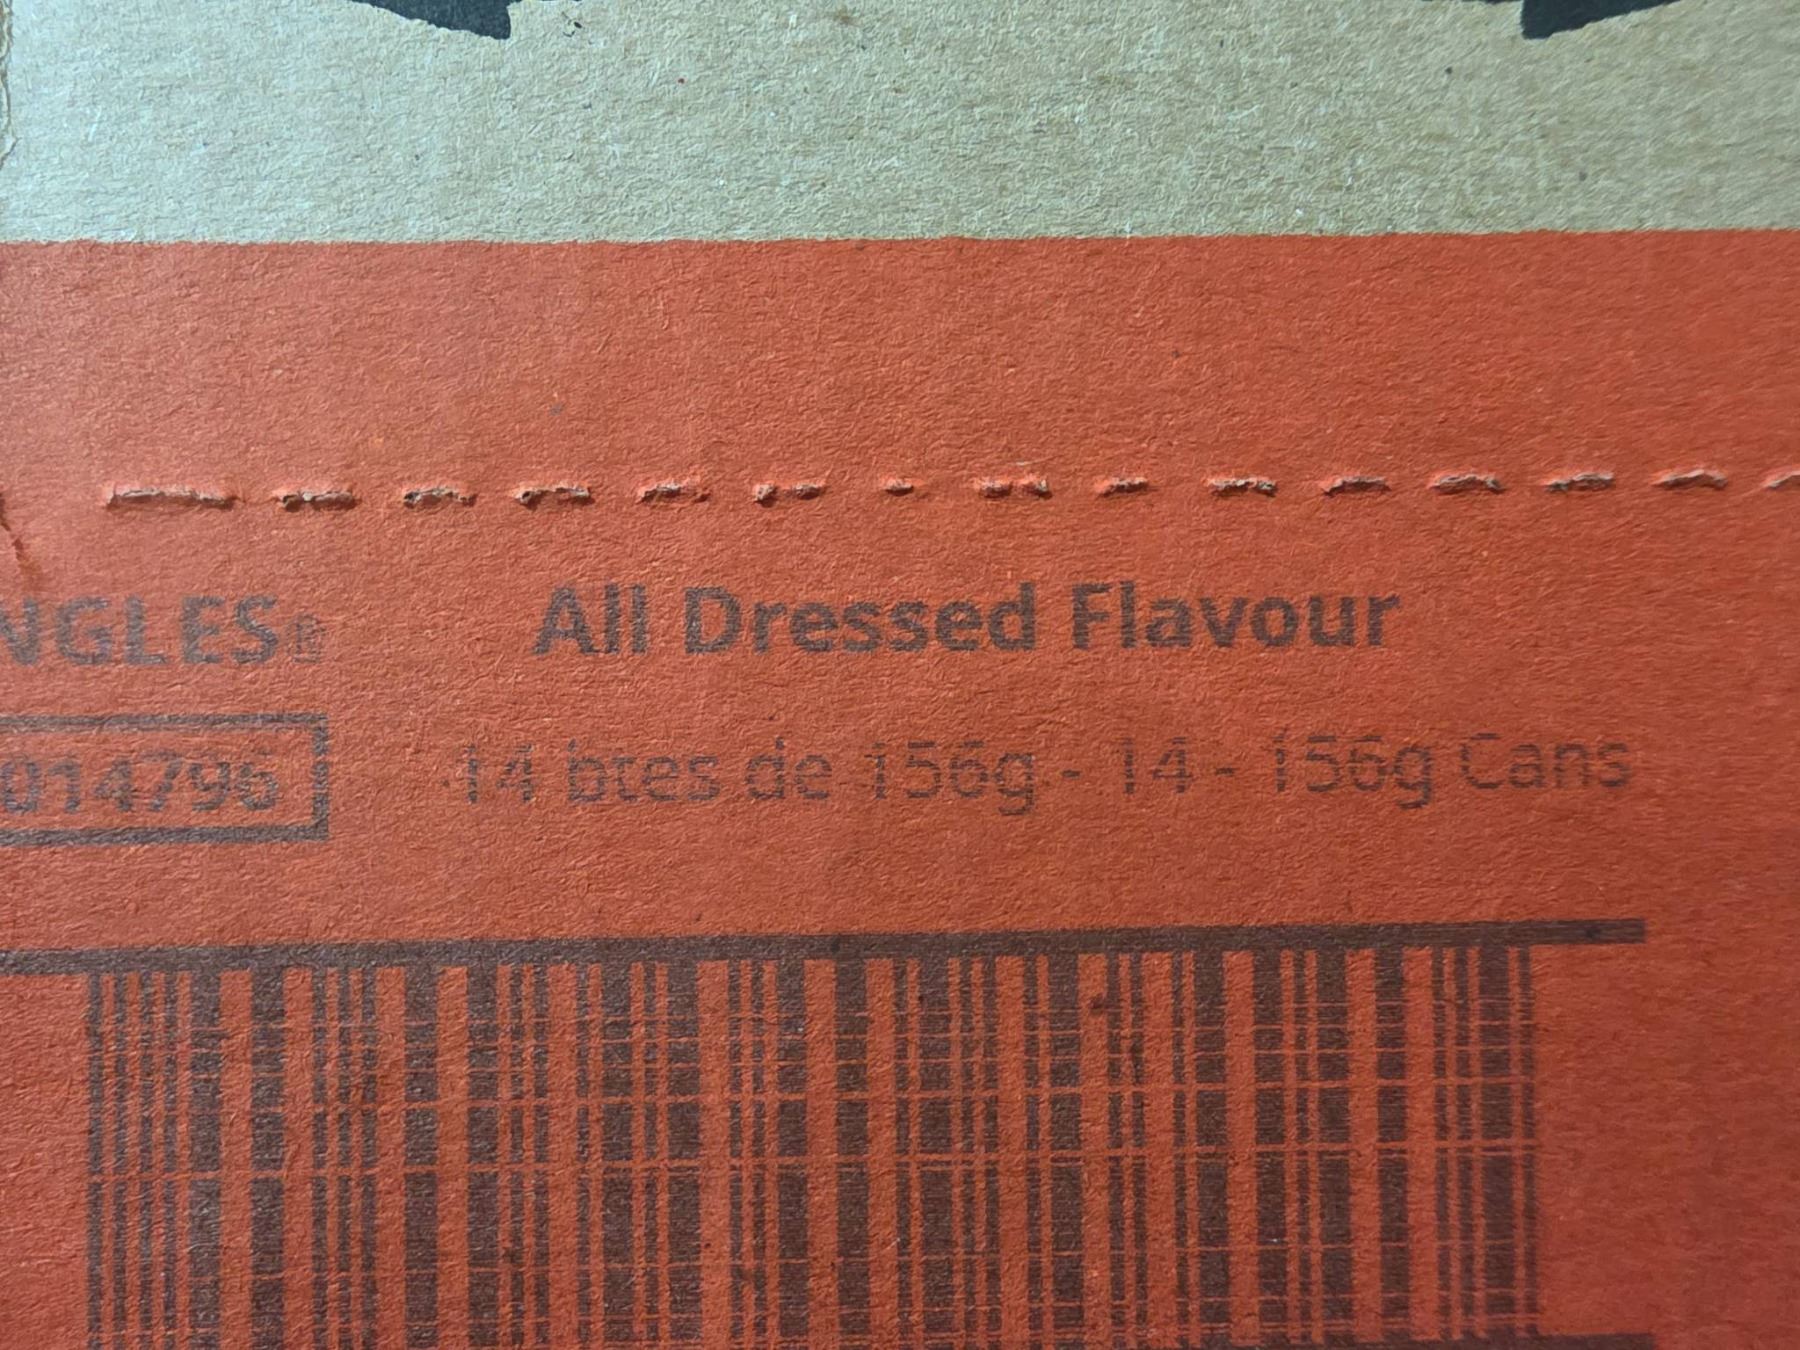 NGLES® All Dressed Flavour
014796 14 btes de 156g - 14 - 156g Cans